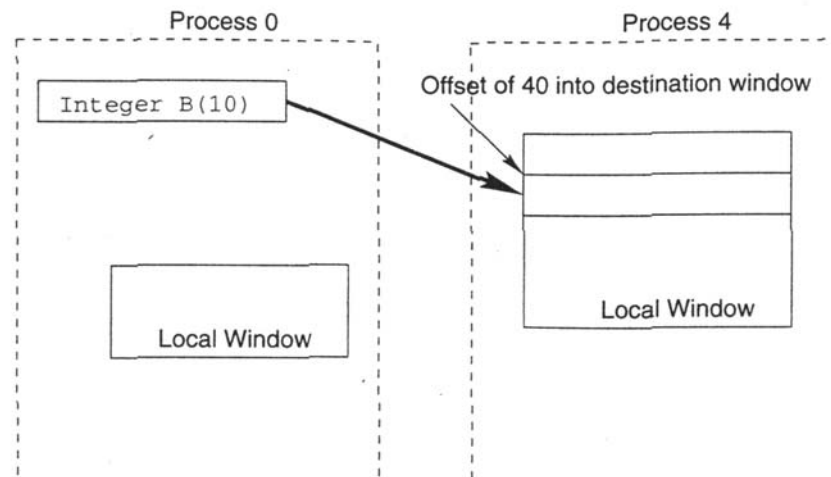 Process 0
Process 4
Integer B(10)
Offset of 40 into destination window
Local Window
Local Window